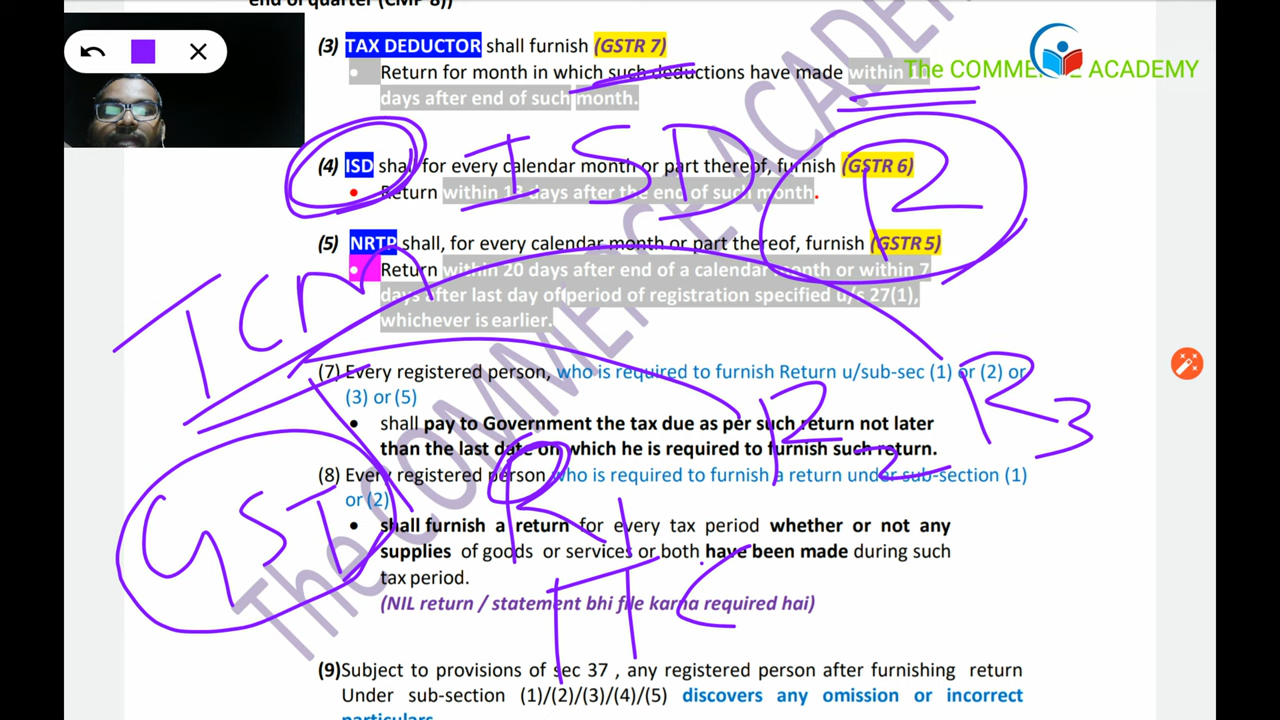 end of quarter (CMP 8))
(3) TAX DEDUCTOR shall furnish (GSTR 7)
The COMMERCE ACADEMY
Return for month in which such deductions have made within
days after end of such month.
(4) ISD shall for every calendar month or part thereof, furnish (GSTR 6)
• Return within 13 days after the end of such month.
ISD
R
(5) NRTP shall, for every calendar month or part thereof, furnish (GSTR 5)
• Return within 20 days after end of a calendar month or within 7
days after last day of period of registration specified u/s 27(1),
whichever is earlier.
(7) Every registered person, who is required to furnish Return u/sub-sec (1) or (2) or
(3) or (5)
R2
R3
• shall pay to Government the tax due as per such return not later
than the last date on which he is required to furnish such return.
(8) Every registered person who is required to furnish a return under sub-section (1)
or (2)
• shall furnish a return for every tax period whether or not any
supplies of goods or services or both have been made during such
tax period.
(NIL return / statement bhi file karna required hai)
The COMMERCE ACADEM
(9)Subject to provisions of sec 37 , any registered person after furnishing return
Under sub-section (1)/(2)/(3)/(4)/(5) discovers any omission or incorrect
particulars